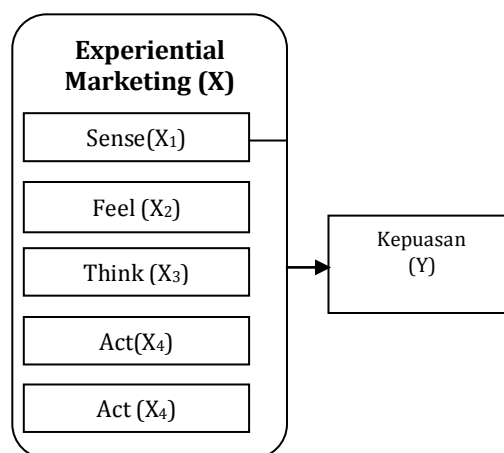 Experiential
Marketing (X)
Sense(X₁)
Feel (X₂)
Think (X₃)
Act(X₄)
Act (X₄)
Kepuasan
(Y)